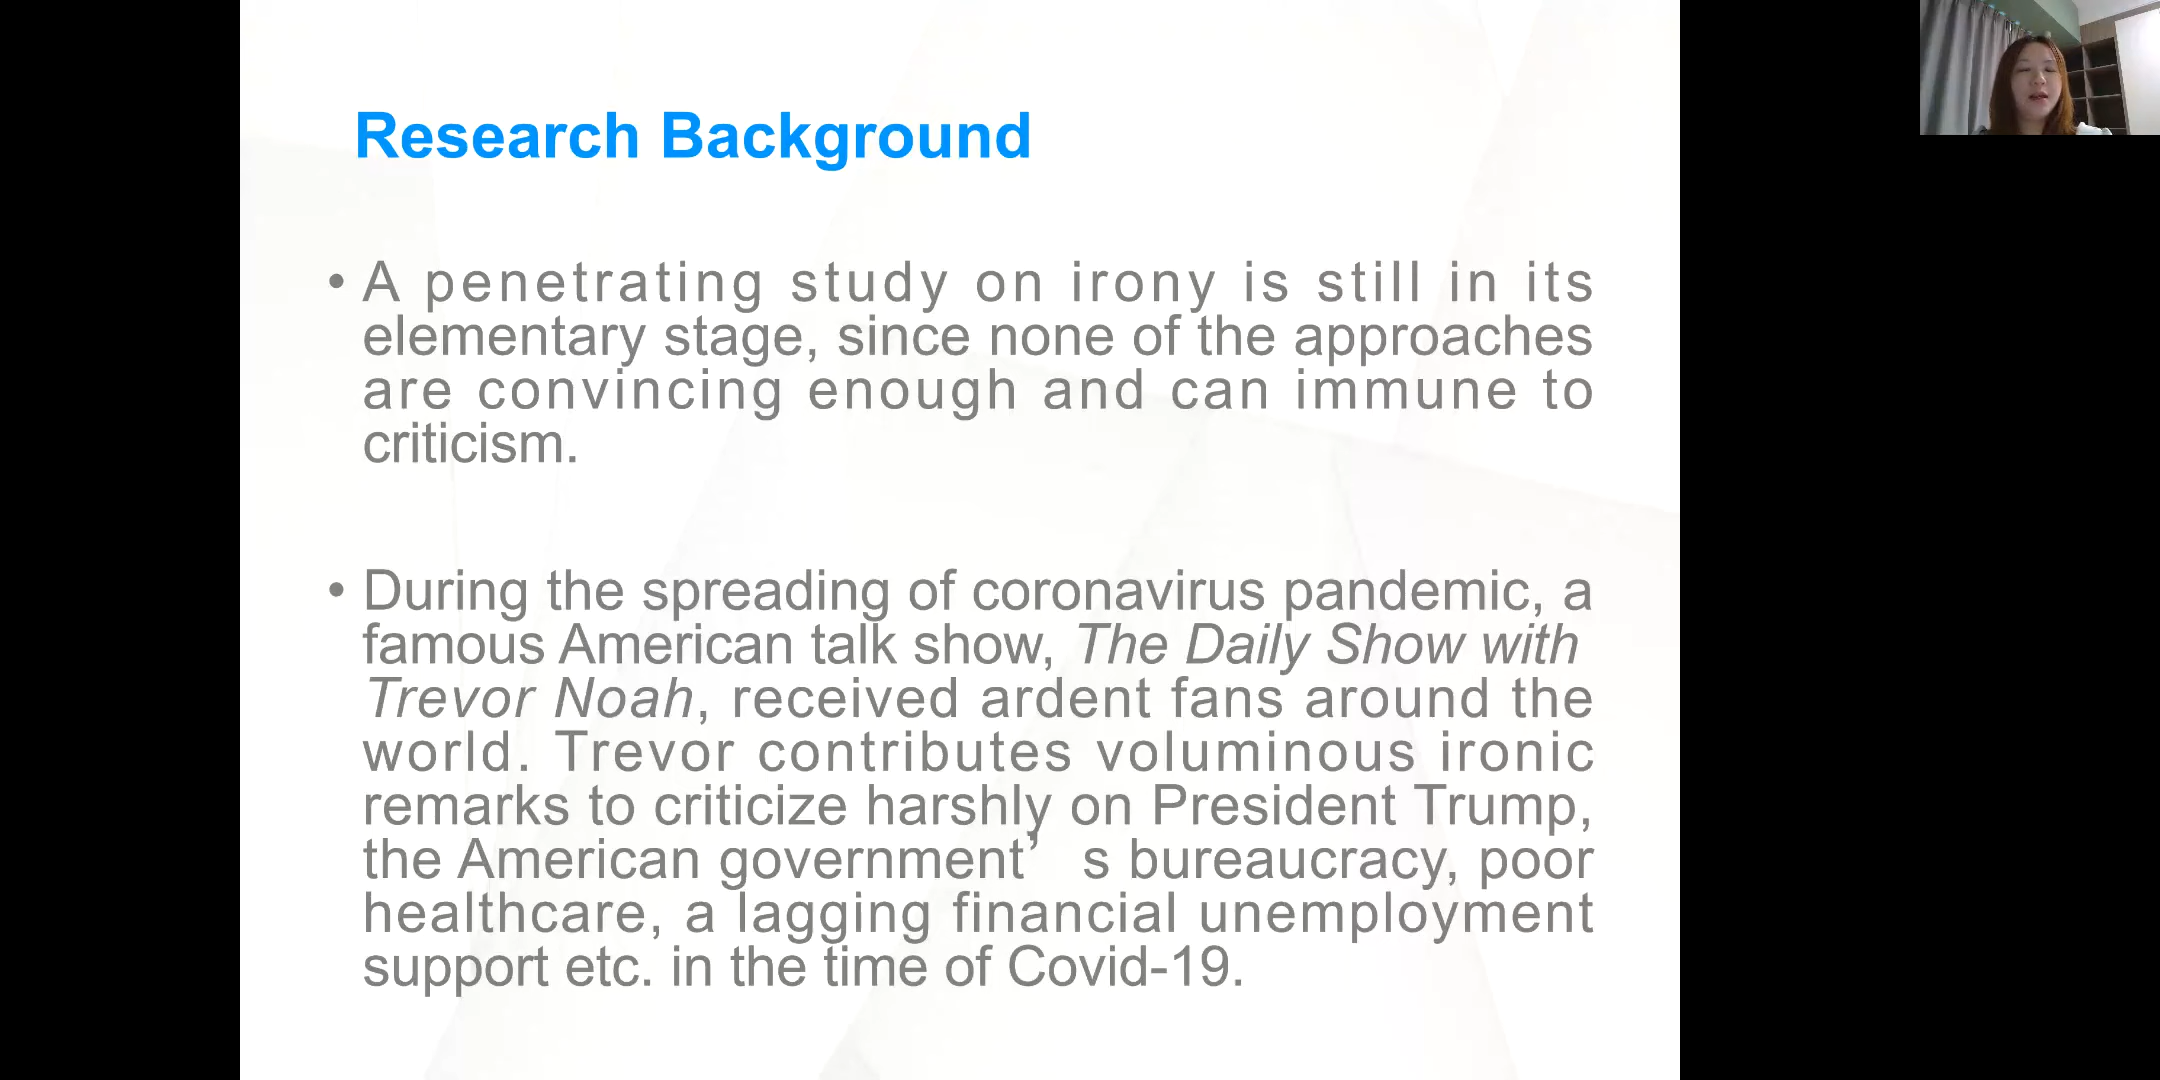 Research Background
• A penetrating study on irony is still in its
elementary stage, since none of the approaches
are convincing enough and can immune to
criticism.
• During the spreading of coronavirus pandemic, a
famous American talk show, The Daily Show with
Trevor Noah, received ardent fans around the
world. Trevor contributes voluminous ironic
remarks to criticize harshly on President Trump,
the American government’ s bureaucracy, poor
healthcare, a lagging financial unemployment
support etc. in the time of Covid-19.